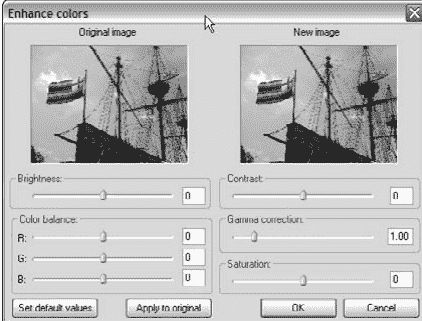 Enhance colors
Original image New image
Brightness: Contrast:
0 0
Color balance: Gamma correction:
R: 0 1.00
G: 0
B: 0 Saturation:
0
Set default values Apply to original OK Cancel